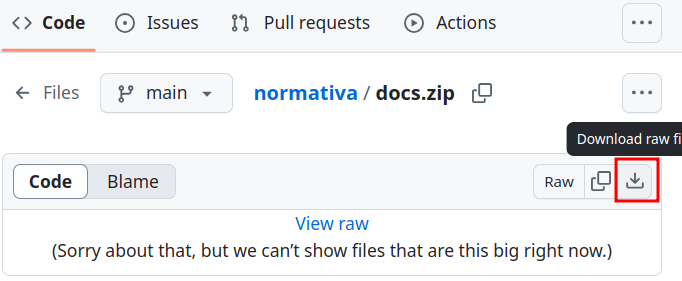 Code Issues Pull requests Actions
Files main normativa / docs.zip
Download raw fi
Code Blame Raw
View raw
(Sorry about that, but we can’t show files that are this big right now.)